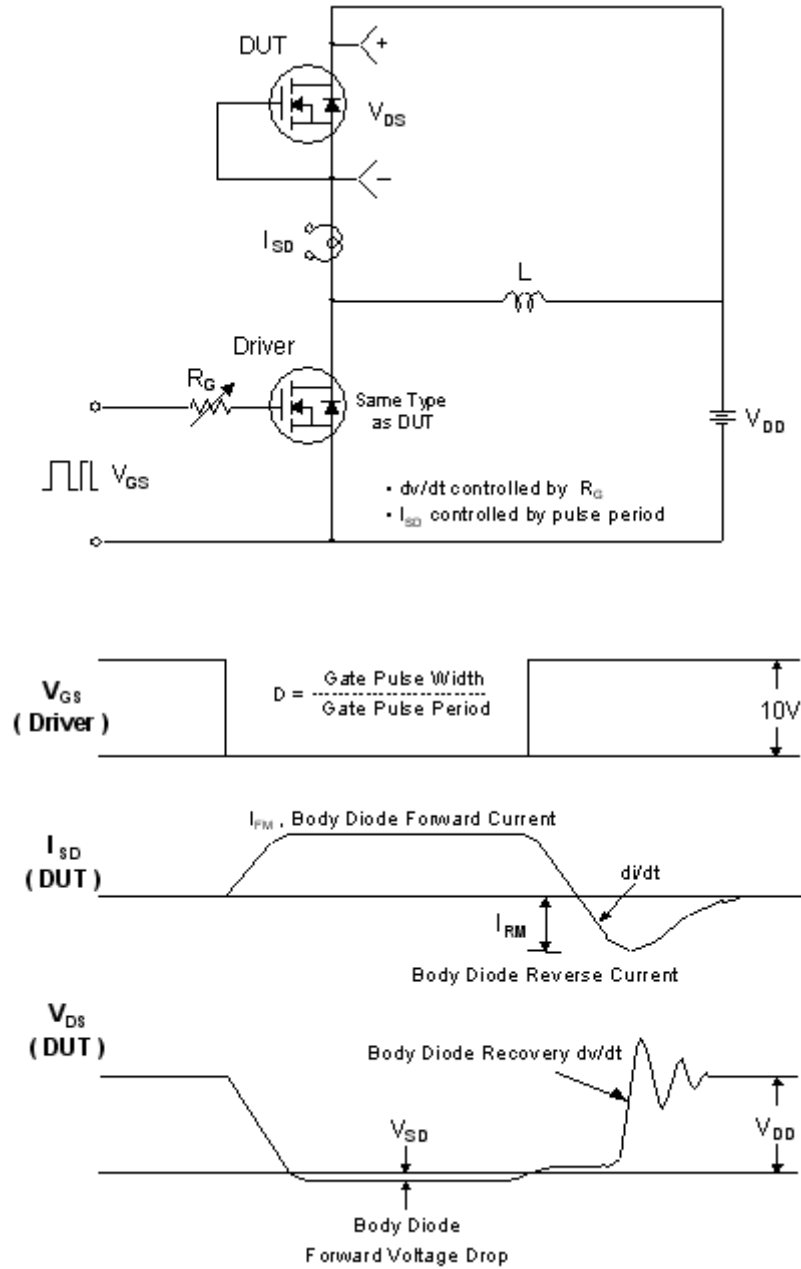 DUT
+
V DS
−
I SD
L
Driver
R G
Same Type
as DUT
V DD
V GS
• dv/dt controlled by R G
• I SD controlled by pulse period
V GS
( Driver )
D = Gate Pulse Width
Gate Pulse Period
10V
I FM , Body Diode Forward Current
I SD
( DUT )
di/dt
I RM
Body Diode Reverse Current
V DS
( DUT )
Body Diode Recovery dv/dt
V SD
V DD
Body Diode
Forward Voltage Drop